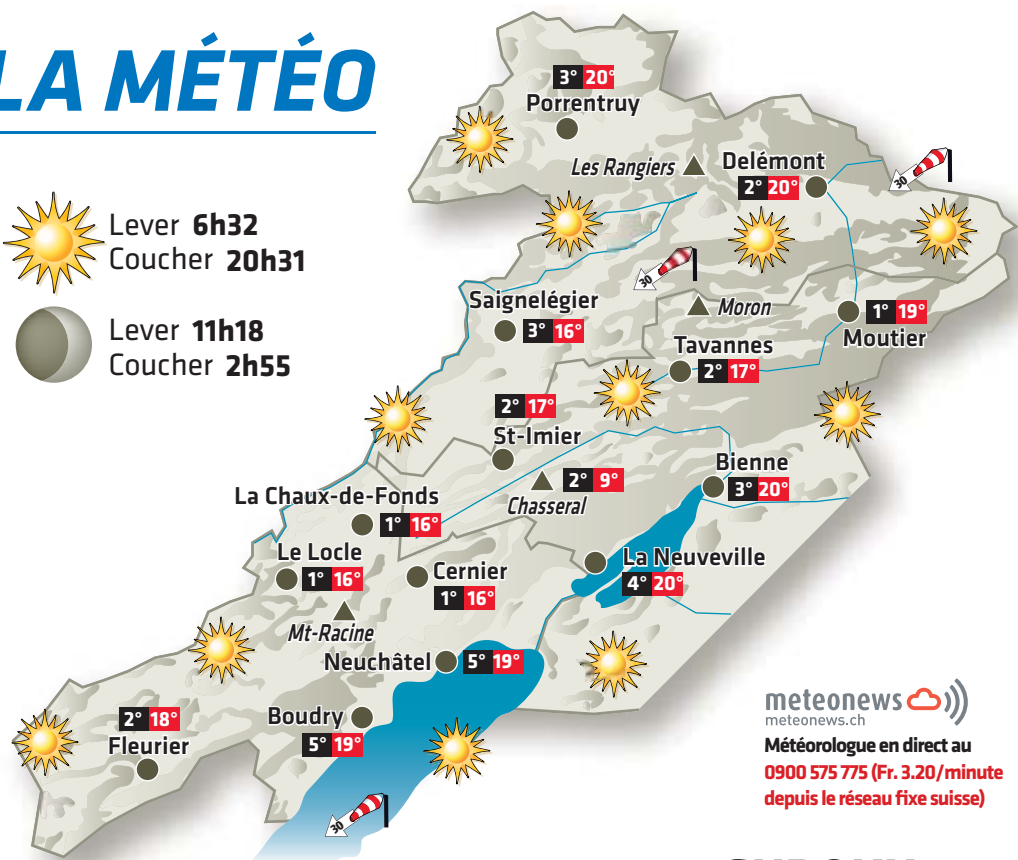 LA MÉTÉO
Lever 6h32
Coucher 20h31
Lever 11h18
Coucher 2h55
3° 20°
Porrentruy
Les Rangiers
Delémont
2° 20°
30
30
Saignelégier
3° 16°
Moron
1° 19°
Moutier
Tavannes
2° 17°
2° 17°
St-Imier
2° 9°
Chasseral
Bienne
3° 20°
La Chaux-de-Fonds
1° 16°
Le Locle
1° 16°
Cernier
1° 16°
La Neuveville
4° 20°
Mt-Racine
Neuchâtel 5° 19°
2° 18°
Fleurier
Boudry
5° 19°
30
meteonews
meteonews.ch
Météorologue en direct au
0900 575 775 (Fr. 3.20/minute
depuis le réseau fixe suisse)